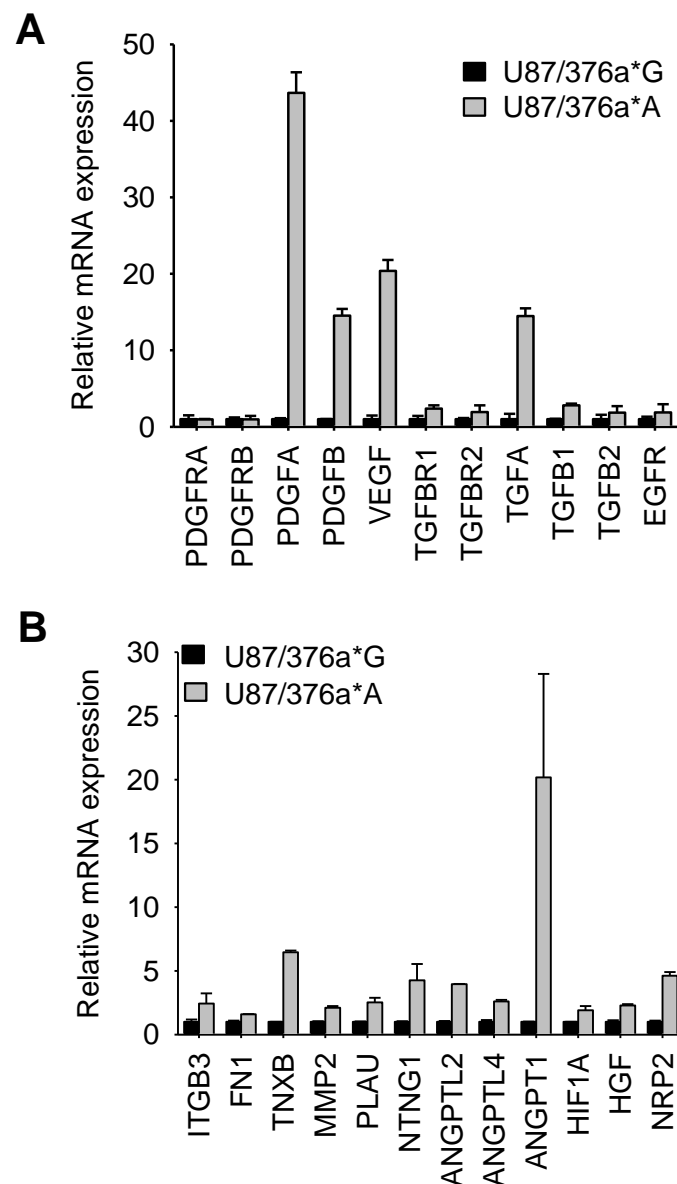 A
Relative mRNA expression
50
40
30
20
10
0
U87/376a*G
U87/376a*A
PDGFRA
PDGFRB
PDGFA
PDGFB
VEGF
TGFBR1
TGFBR2
TGFA
TGFB1
TGFB2
EGFR
B
Relative mRNA expression
30
25
20
15
10
5
0
U87/376a*G
U87/376a*A
ITGB3
FN1
TNXB
MMP2
PLAU
NTNG1
ANGPTL2
ANGPTL4
ANGPT1
HIF1A
HGF
NRP2